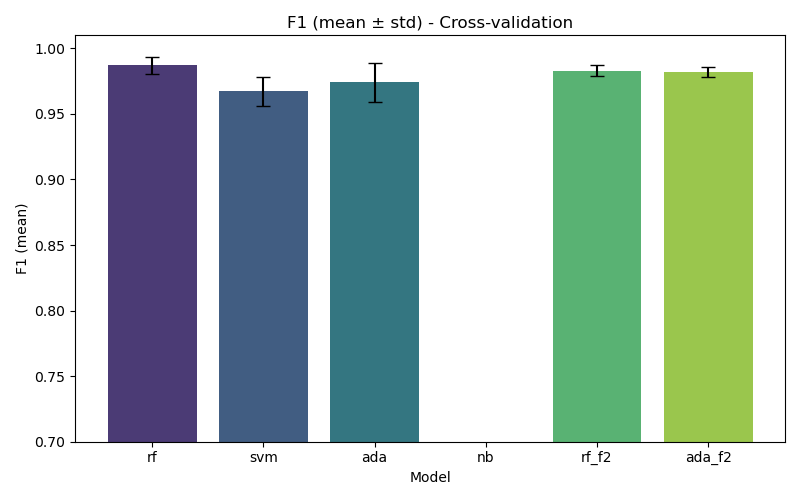 F1 (mean ± std) - Cross-validation
1.00
0.95
0.90
0.85
0.80
0.75
0.70
F1 (mean)
rf svm ada nb rf_f2 ada_f2
Model